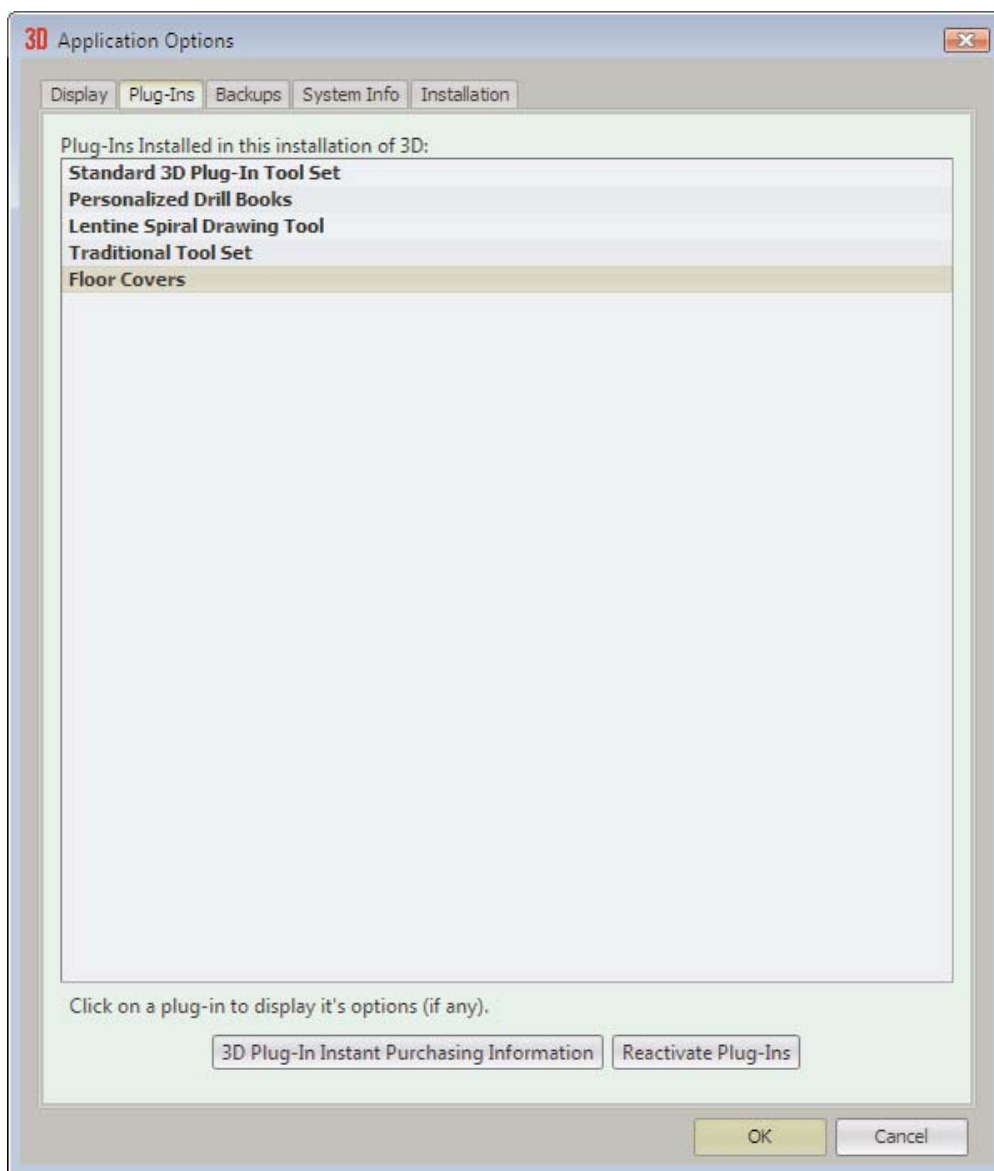 3D Application Options
Display Plug-Ins Backups System Info Installation
Plug-Ins Installed in this installation of 3D:
Standard 3D Plug-In Tool Set
Personalized Drill Books
Lentine Spiral Drawing Tool
Traditional Tool Set
Floor Covers
Click on a plug-in to display it's options (if any).
3D Plug-In Instant Purchasing Information Reactivate Plug-Ins
OK Cancel